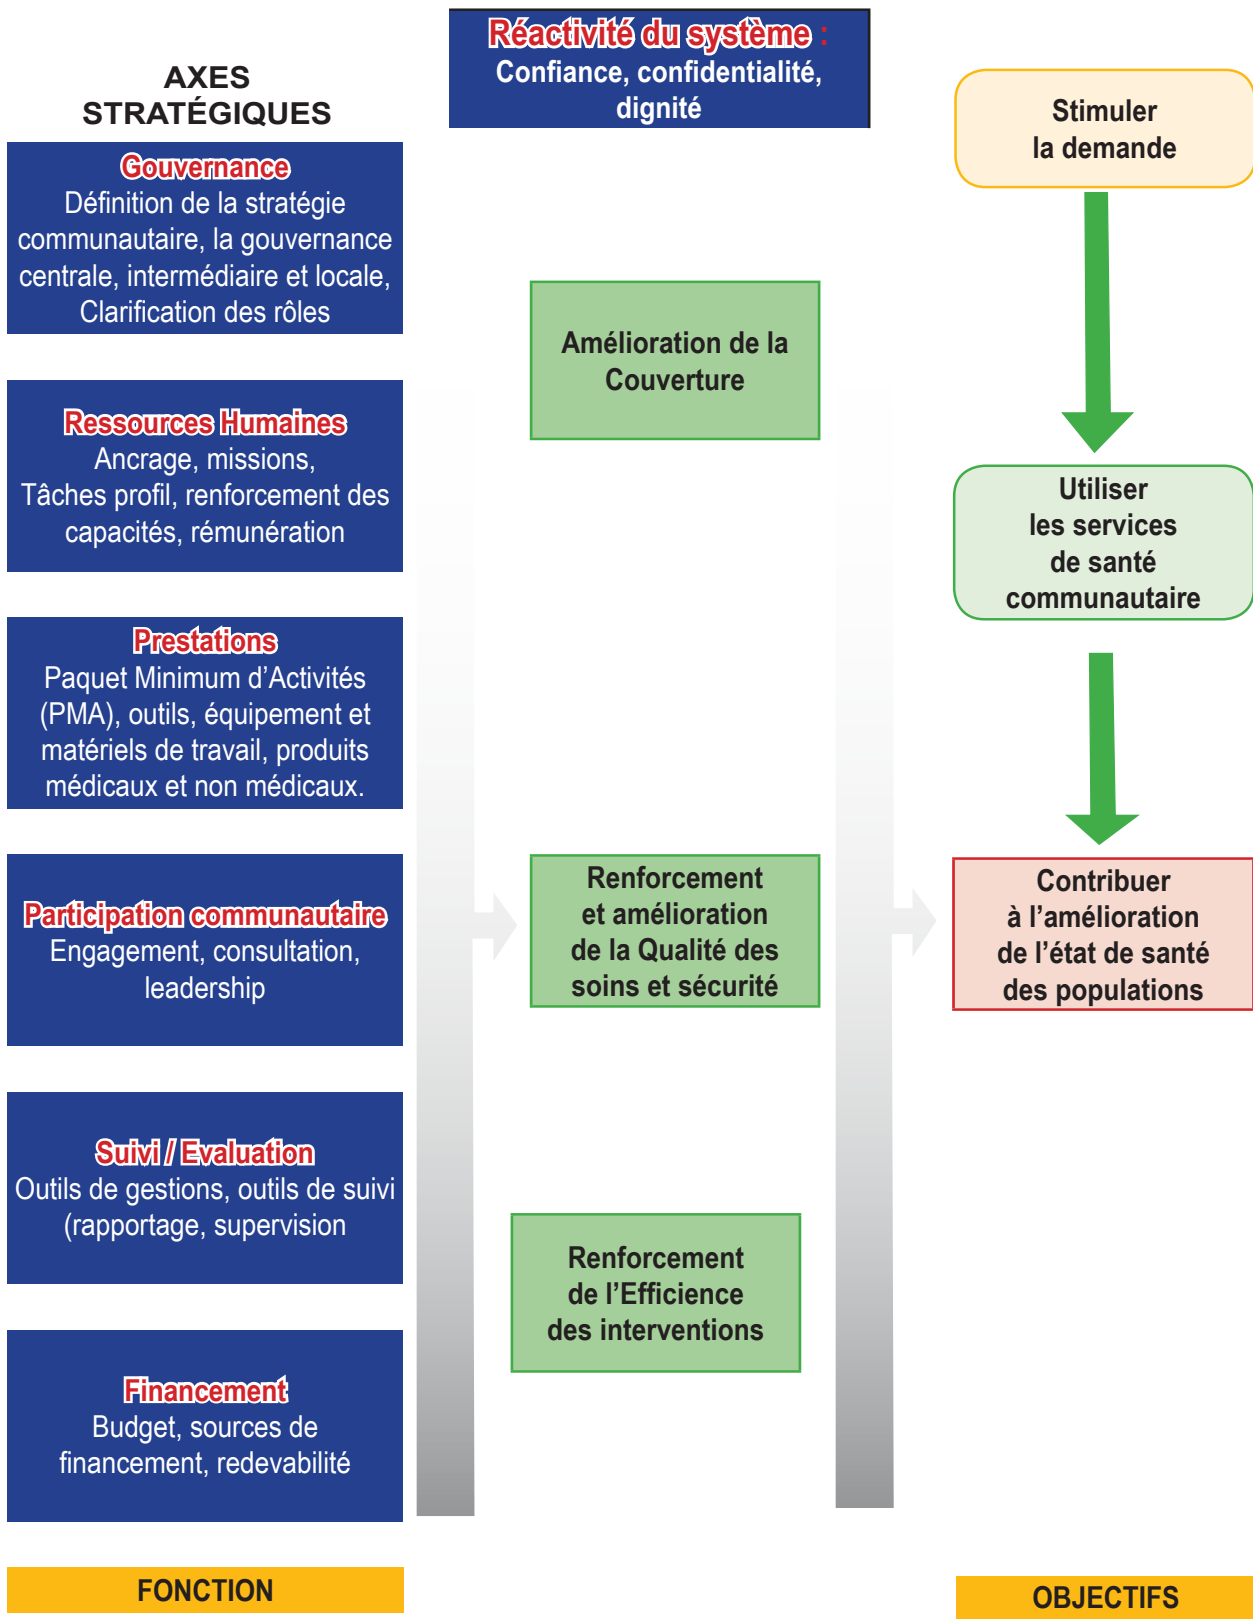 AXES
STRATÉGIQUES
Gouvernance
Définition de la stratégie
communautaire, la gouvernance
centrale, intermédiaire et locale,
Clarification des rôles
Ressources Humaines
Ancrage, missions,
Tâches profil, renforcement des
capacités, rémunération
Prestations
Paquet Minimum d’Activités
(PMA), outils, équipement et
matériels de travail, produits
médicaux et non médicaux.
Participation communautaire
Engagement, consultation,
leadership
Suivi / Evaluation
Outils de gestions, outils de suivi
(rapportage, supervision
Financement
Budget, sources de
financement, redevabilité
FONCTION
Réactivité du système :
Confiance, confidentialité,
dignité
Amélioration de la
Couverture
Renforcement
et amélioration
de la Qualité des
soins et sécurité
Renforcement
de l’Efficience
des interventions
Stimuler
la demande
Utiliser
les services
de santé
communautaire
Contribuer
à l’amélioration
de l’état de santé
des populations
OBJECTIFS